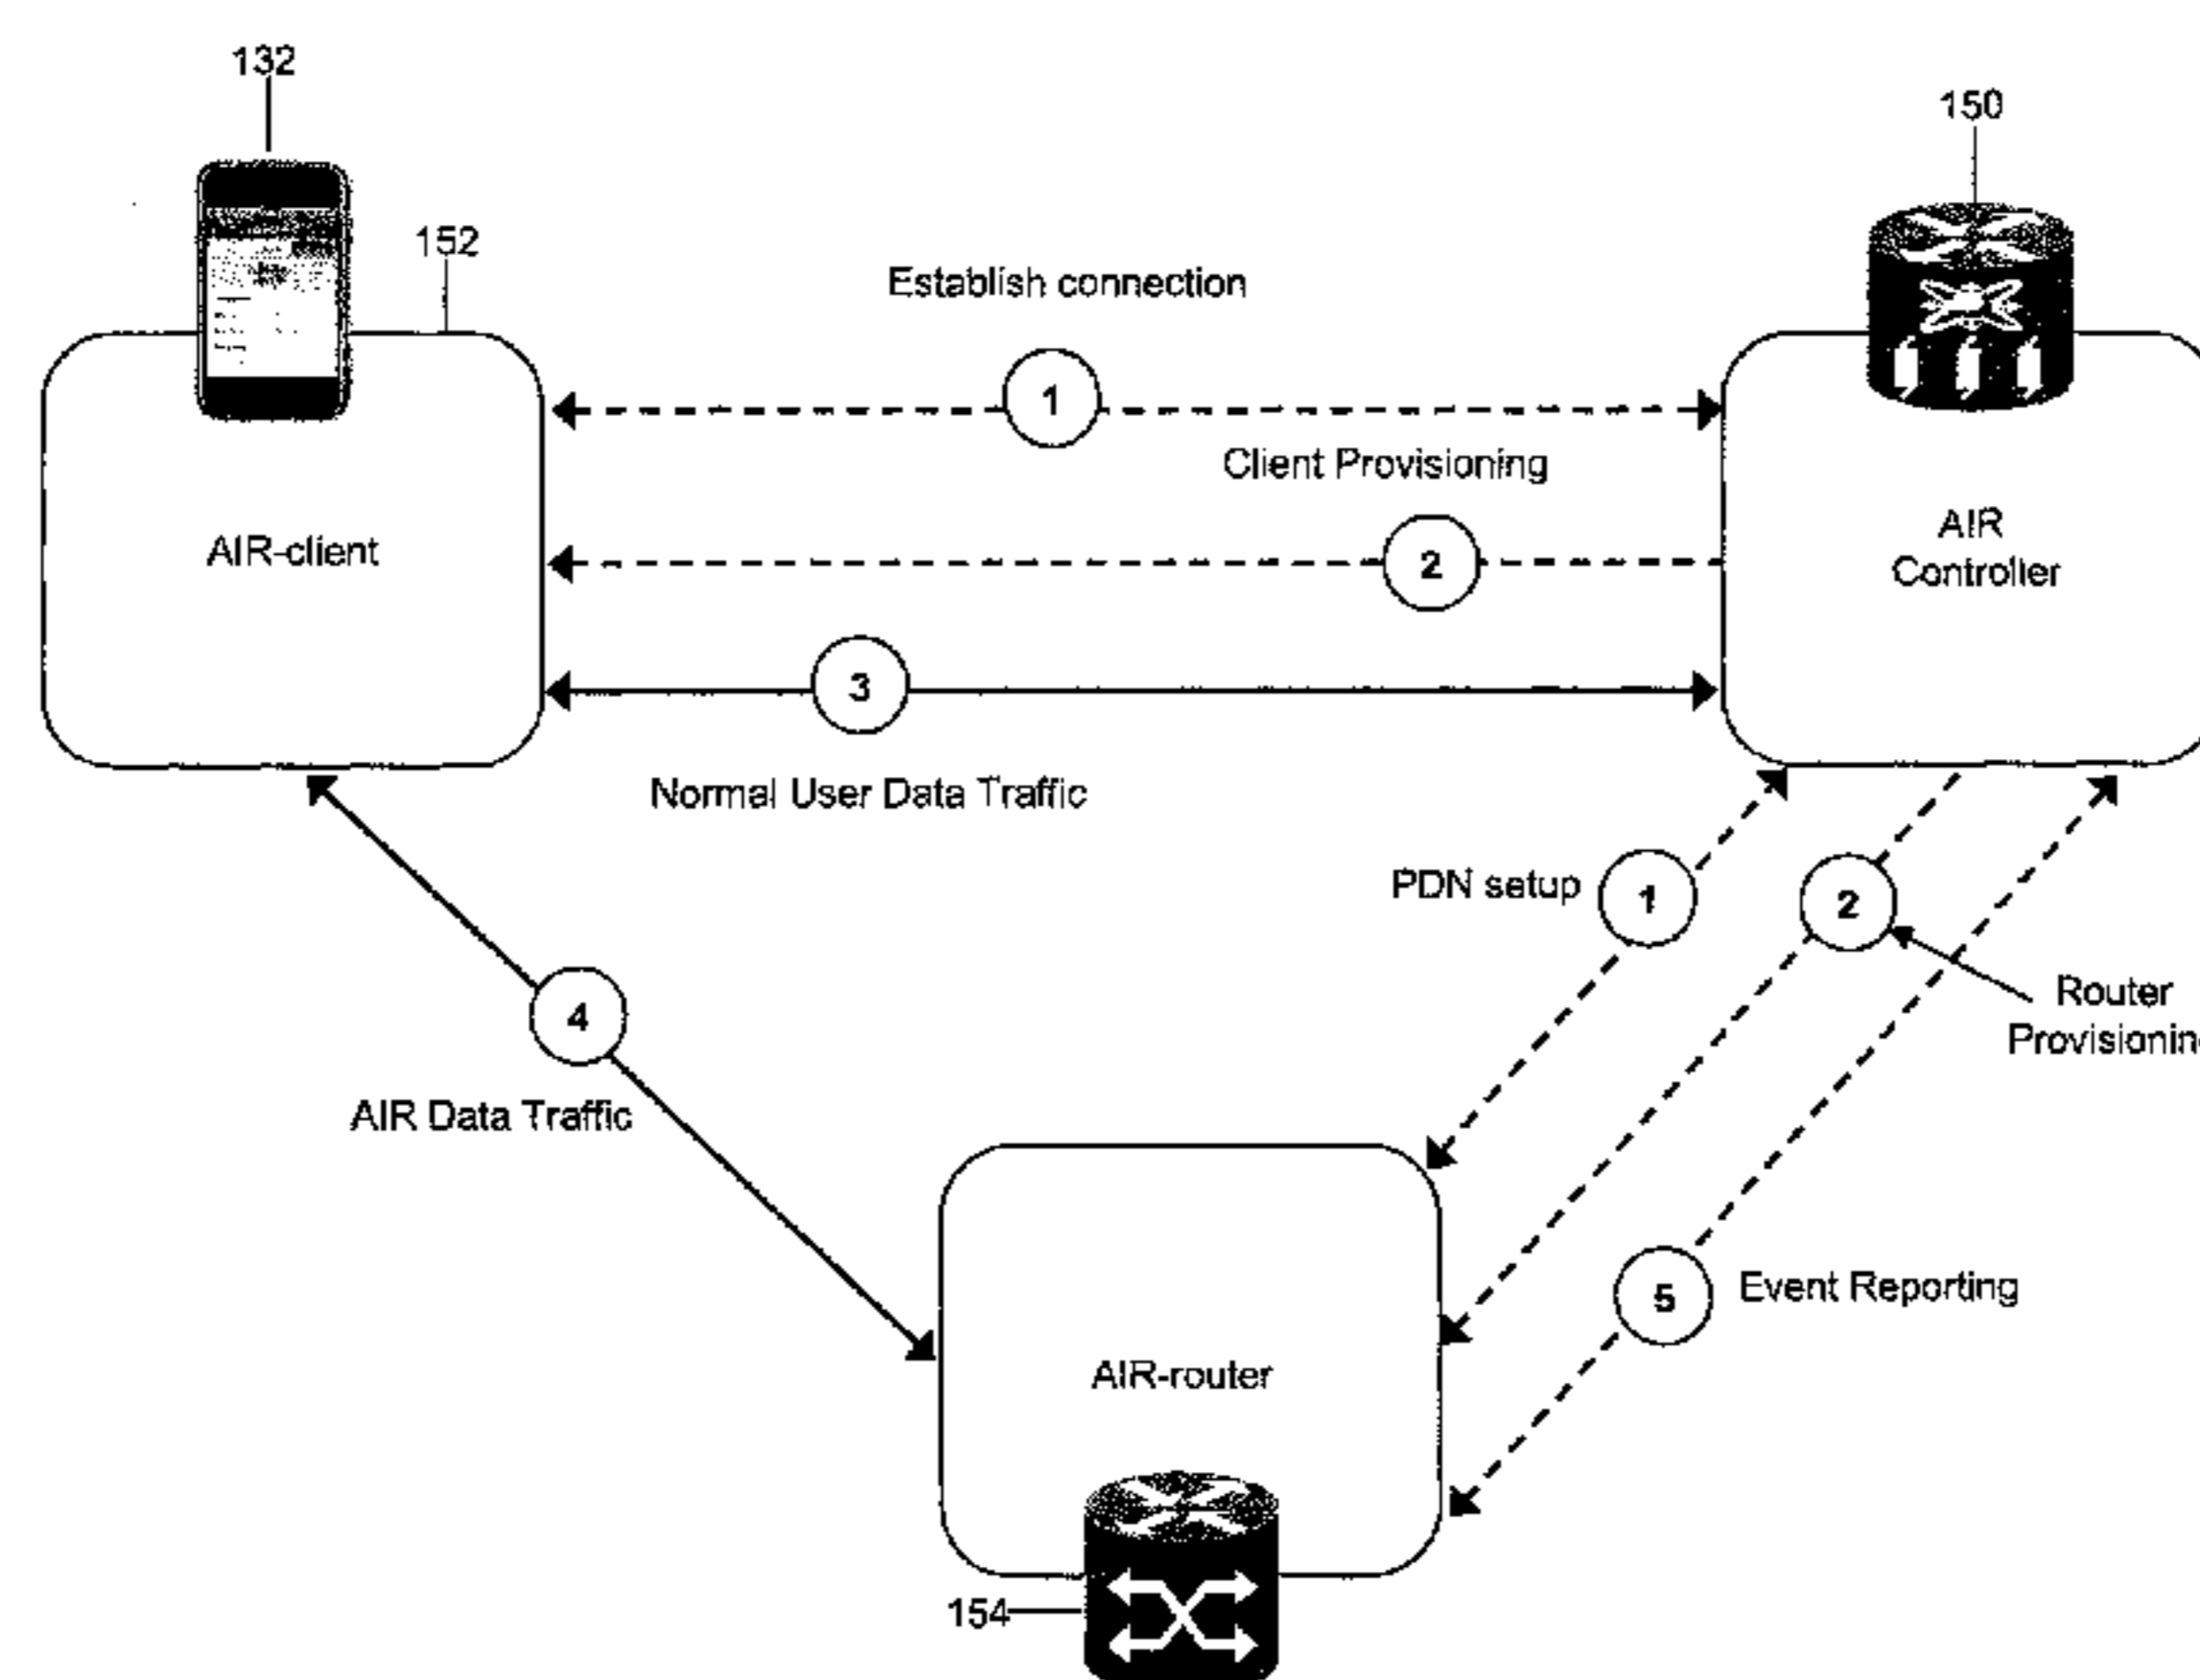 132
150
152
Establish connection
1
Client Provisioning
AIR-client
2
AIR
Controller
3
Normal User Data Traffic
PDN setup
1
2
4
Router
AIR Data Traffic
5
Event Reporting
AIR-router
154